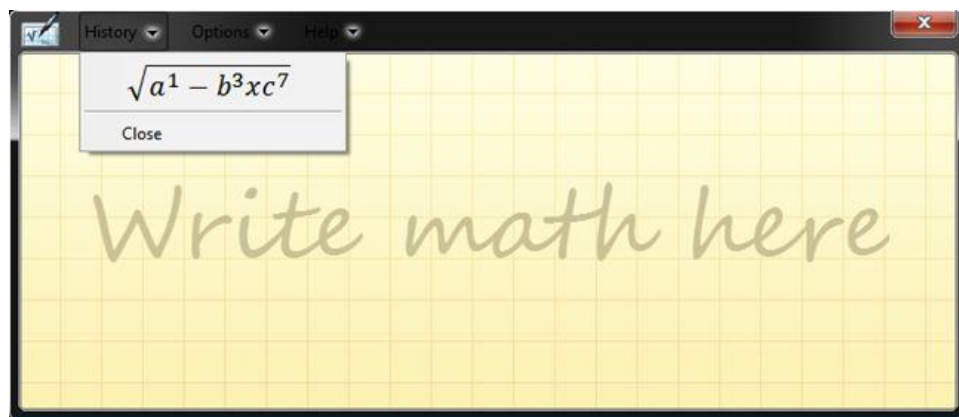 History Options Help
√a¹ − b³xc⁷
Close
Write math here